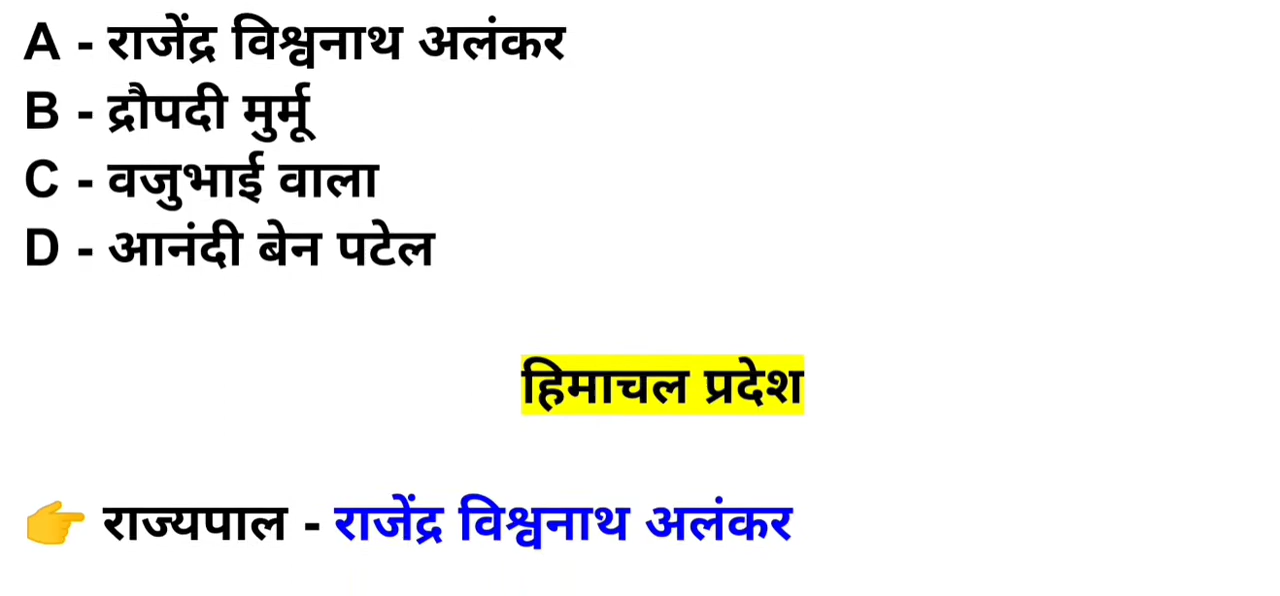 A - राजेंद्र विश्वनाथ अलंकर
B - द्रौपदी मुर्मू
C - वजुभाई वाला
D - आनंदी बेन पटेल
हिमाचल प्रदेश
👉 राज्यपाल - राजेंद्र विश्वनाथ अलंकर